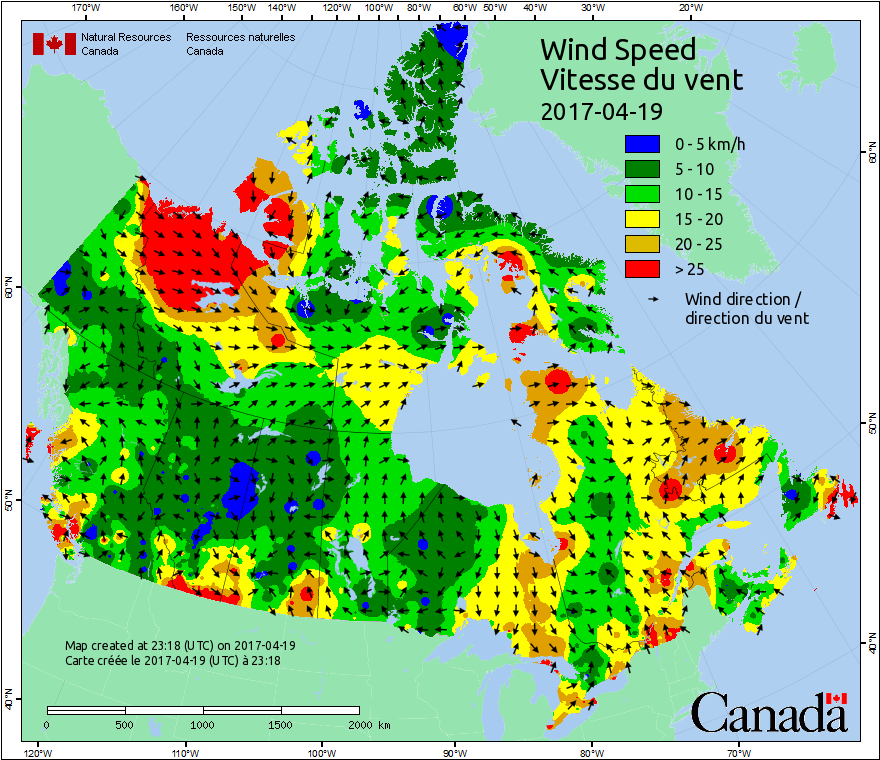 170°W 160°W 150°W 140°W 130°W 120°W 110°W 100°W 90°W 80°W 60°W 50°W 40°W 30°W 20°W
Natural Resources Ressources naturelles
Canada Canada
Wind Speed
Vitesse du vent
2017-04-19
0 - 5 km/h
5 - 10
10 - 15
15 - 20
20 - 25
> 25
Wind direction /
direction du vent
60°N
60°N
50°N
50°N
40°N
40°N
Map created at 23:18 (UTC) on 2017-04-19
Carte créée le 2017-04-19 (UTC) à 23:18
0 500 1000 1500 2000 km
Canada
120°W 110°W 100°W 90°W 80°W 70°W